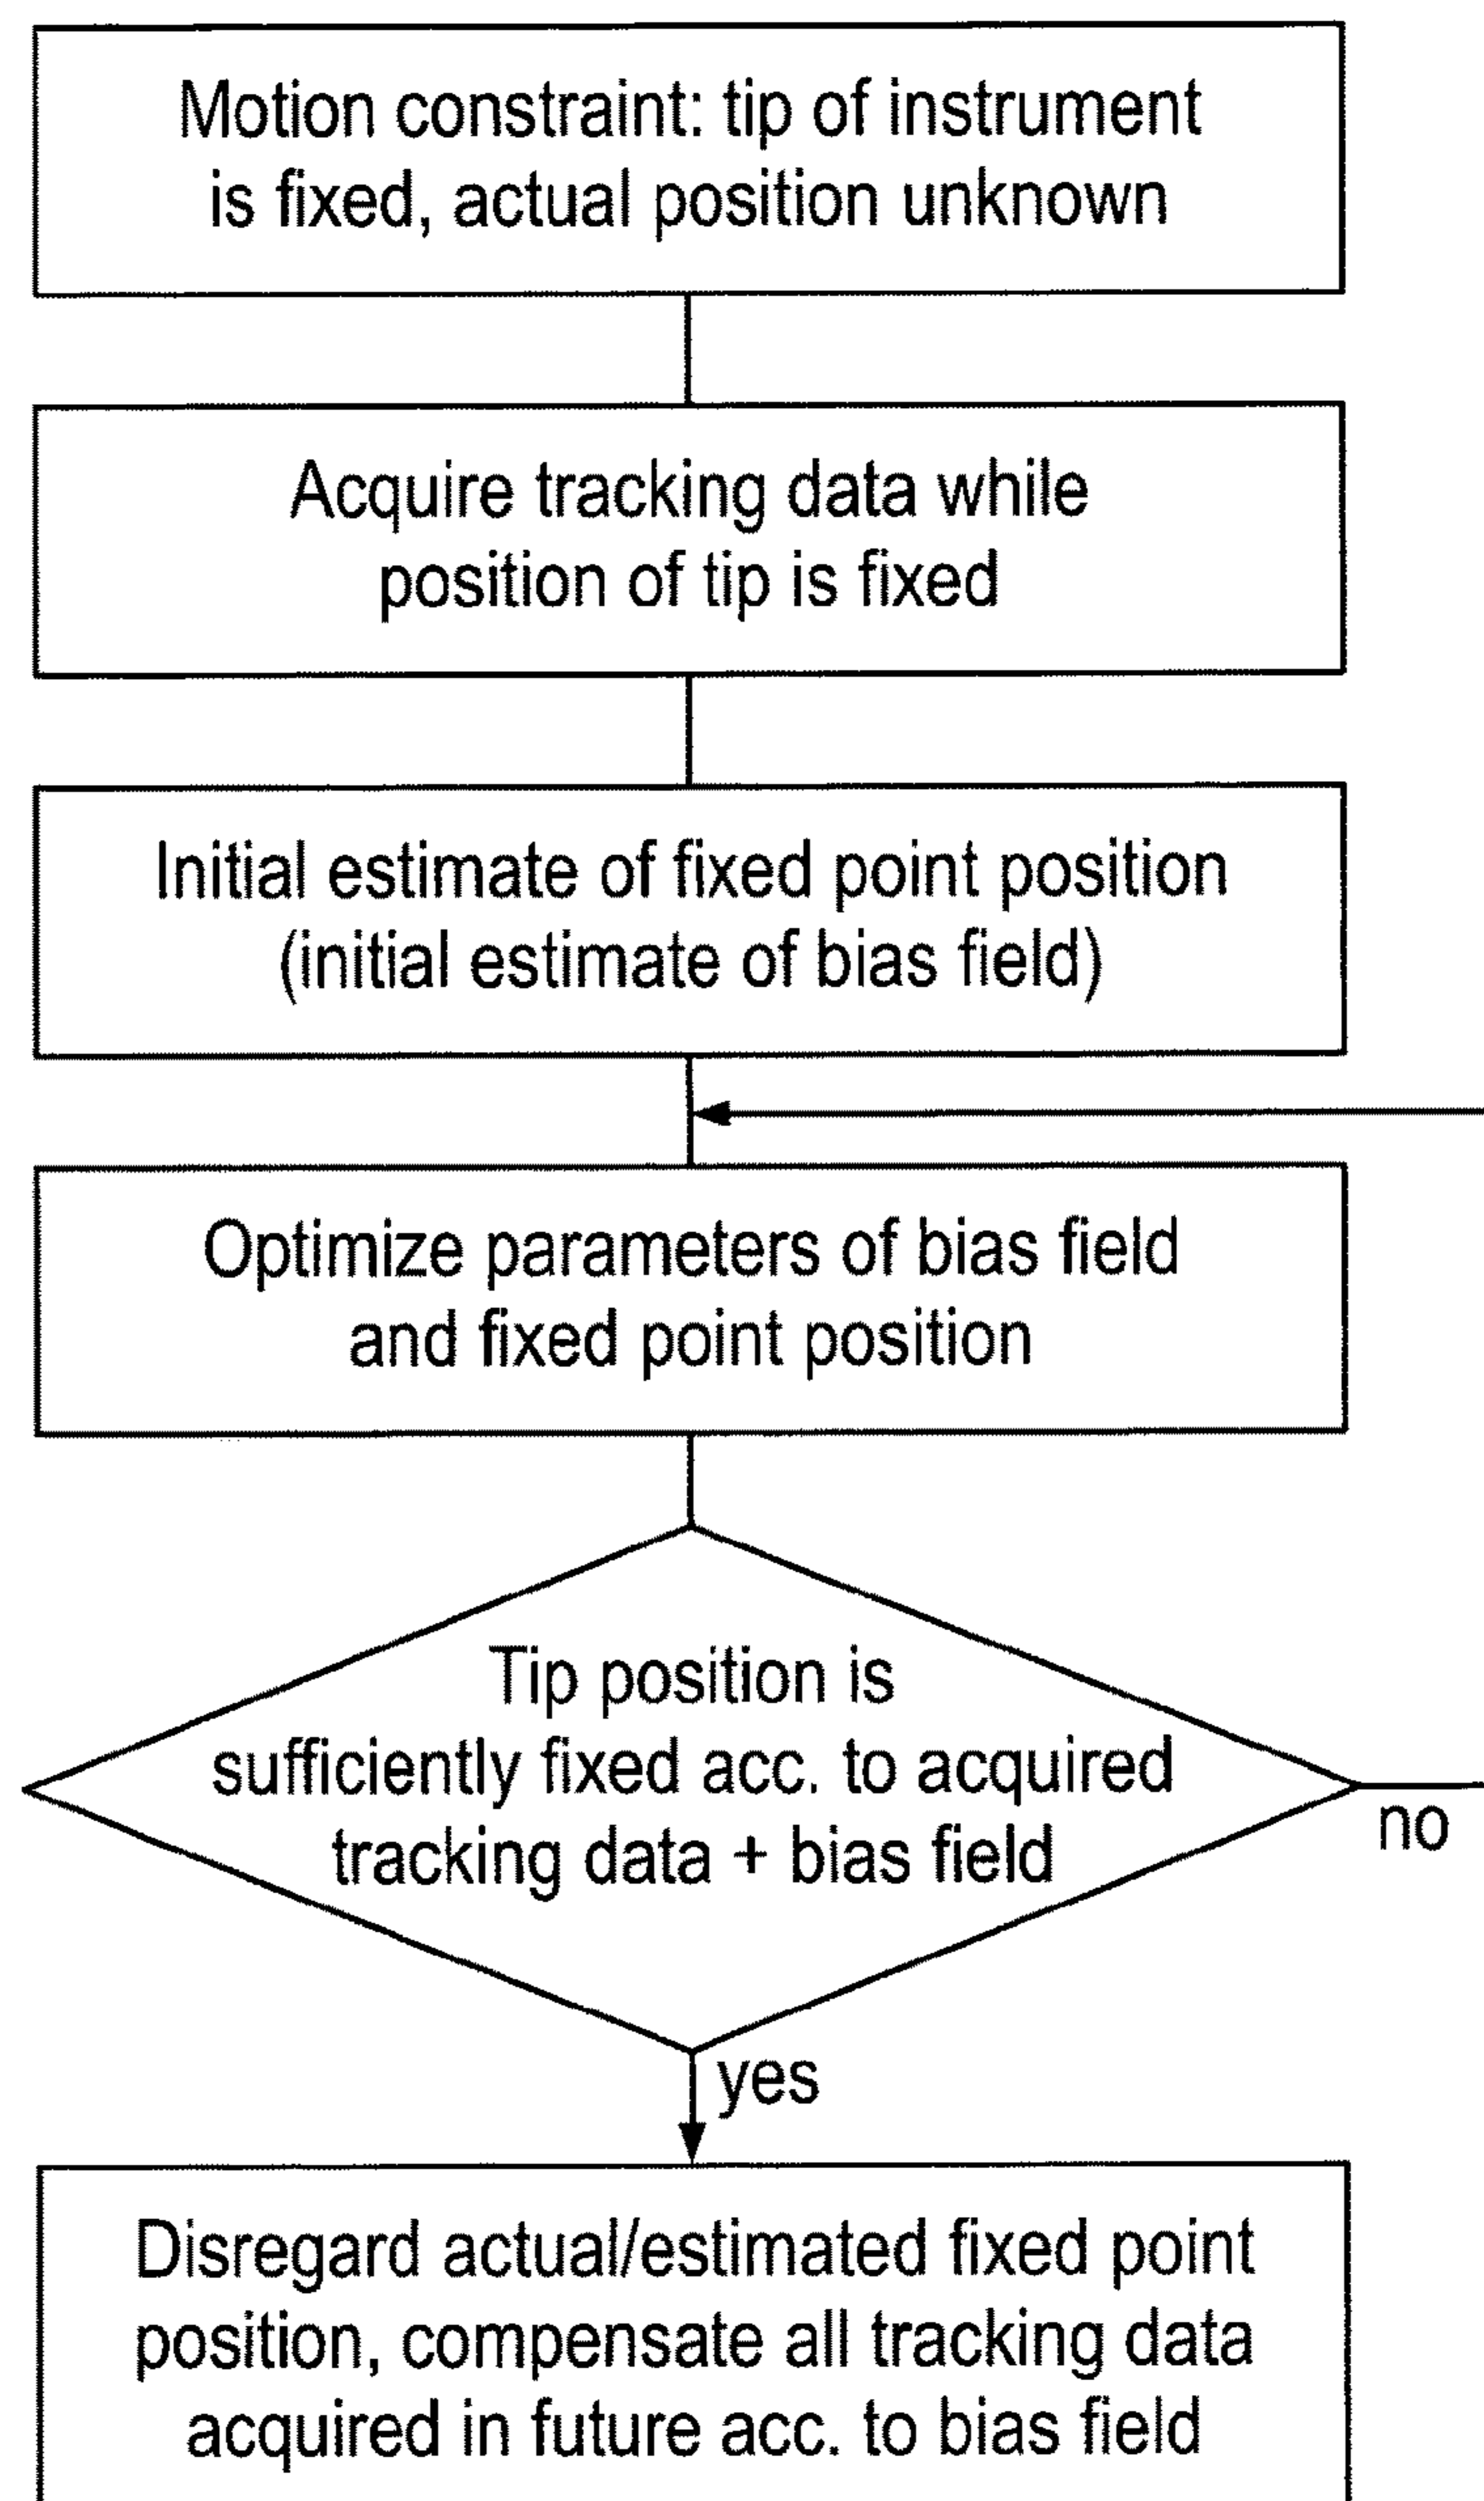 Motion constraint: tip of instrument
is fixed, actual position unknown
Acquire tracking data while
position of tip is fixed
Initial estimate of fixed point position
(initial estimate of bias field)
Optimize parameters of bias field
and fixed point position
Tip position is
sufficiently fixed acc. to acquired
tracking data + bias field
no
yes
Disregard actual/estimated fixed point
position, compensate all tracking data
acquired in future acc. to bias field